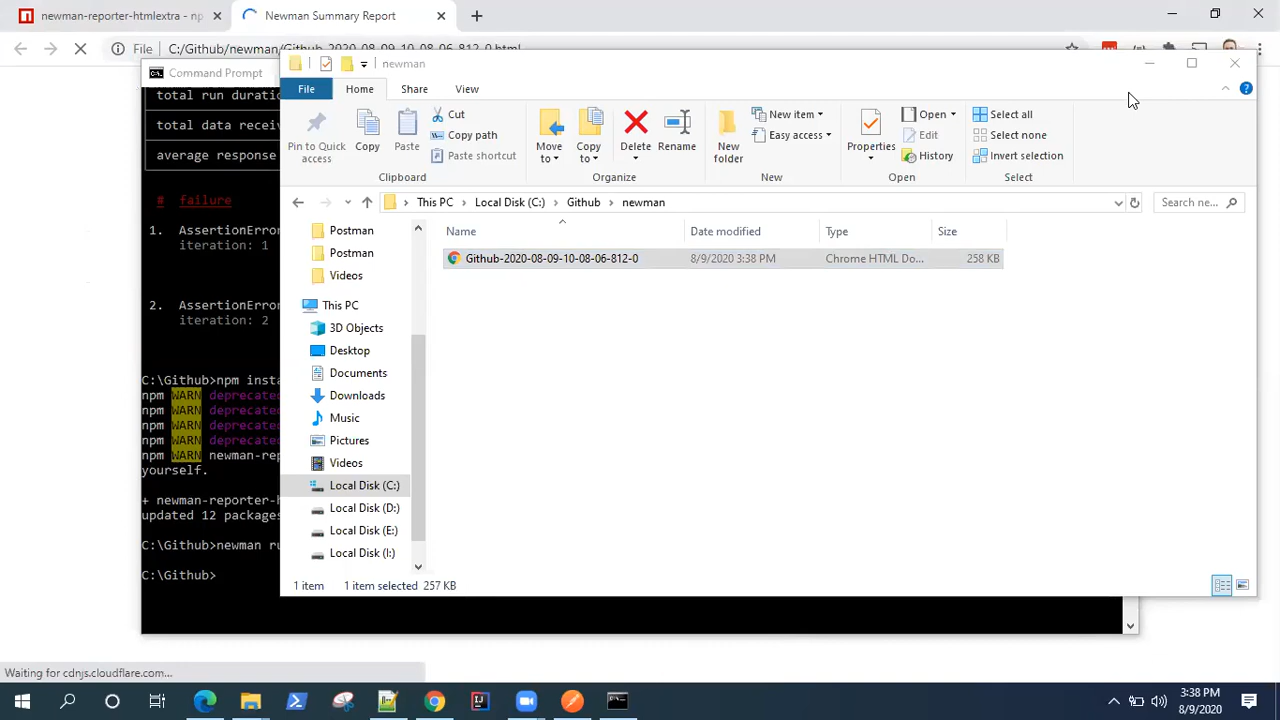 newman-reporter-htmlextra - np
Newman Summary Report
File
C:/Github/newman/Github-2020-08-09-10-08-06-812-0.html
Command Prompt
newman
File
Home
Share
View
Pin to Quick access
Copy
Paste
Cut
Copy path
Paste shortcut
Clipboard
Move to
Copy to
Delete
Rename
Organize
New folder
New item
Easy access
New
Properties
Open
Edit
History
Open
Select all
Select none
Invert selection
Select
This PC
Local Disk (C:)
Github
newman
Search ne...
Name
Date modified
Type
Size
Github-2020-08-09-10-08-06-812-0
8/9/2020 3:38 PM
Chrome HTML Do...
258 KB
Postman
Postman
Videos
This PC
3D Objects
Desktop
Documents
Downloads
Music
Pictures
Videos
Local Disk (C:)
Local Disk (D:)
Local Disk (E:)
Local Disk (I:)
1 item
1 item selected 257 KB
total run duratio
total data receiv
average response
# failure
1. AssertionError
iteration: 1
2. AssertionError
iteration: 2
C:\Github>npm insta
npm WARN deprecated
npm WARN deprecated
npm WARN deprecated
npm WARN deprecated
npm WARN newman-rep
yourself.
+ newman-reporter-h
updated 12 packages
C:\Github>newman ru
C:\Github>
Waiting for cdnjs.cloudflare.com...
3:38 PM
8/9/2020